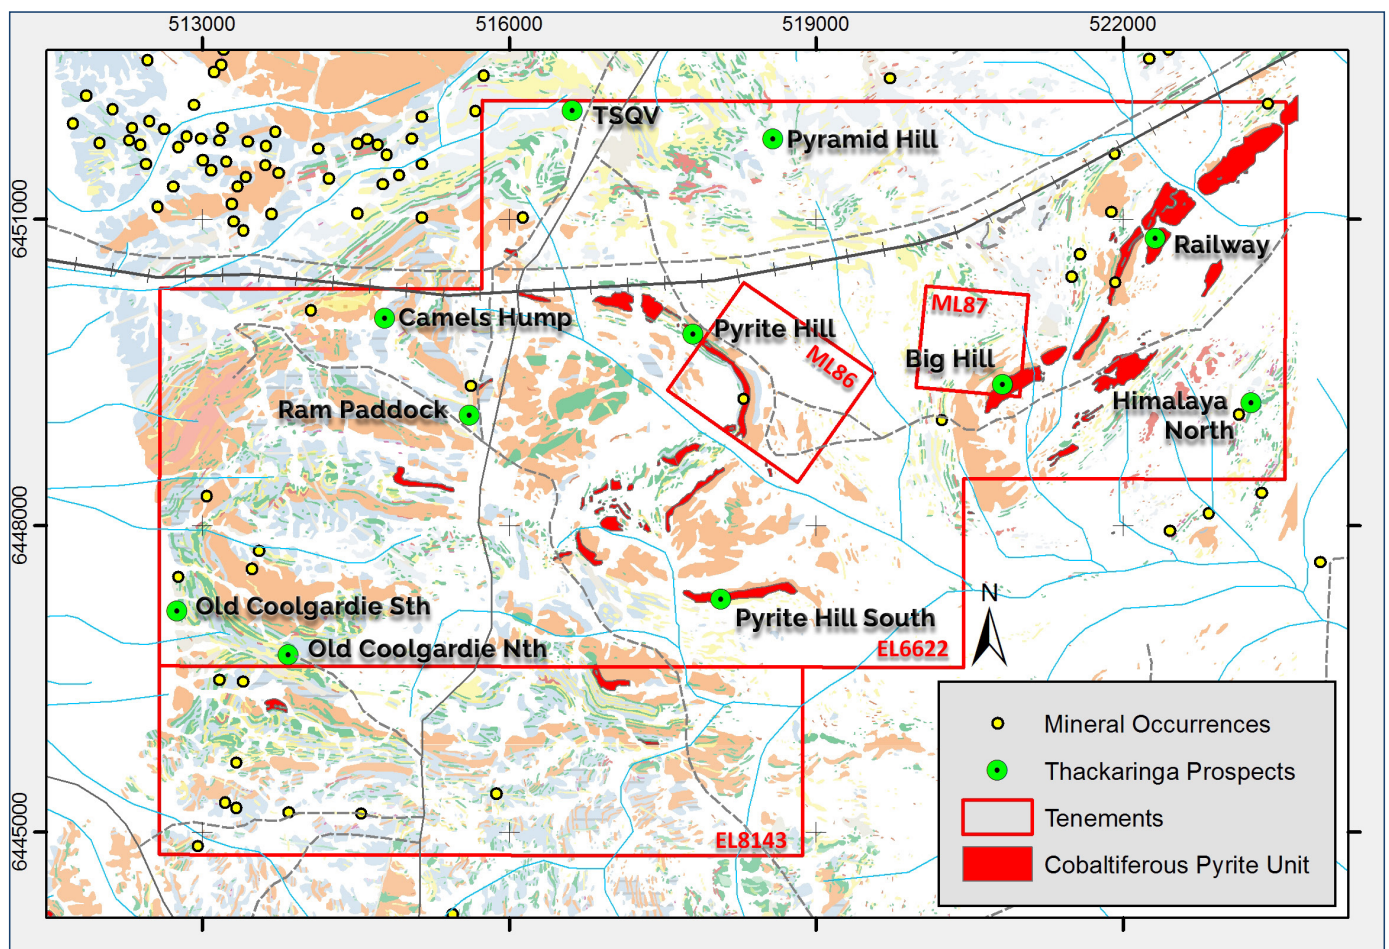 513000
516000
519000
522000
6451000
6448000
6445000
TSQV
Pyramid Hill
Railway
Camels Hump
Pyrite Hill
ML87
ML86
Big Hill
Ram Paddock
Himalaya
North
Old Coolgardie Sth
Pyrite Hill South
Old Coolgardie Nth
EL6622
N
EL8143
Mineral Occurrences
Thackaringa Prospects
Tenements
Cobaltiferous Pyrite Unit